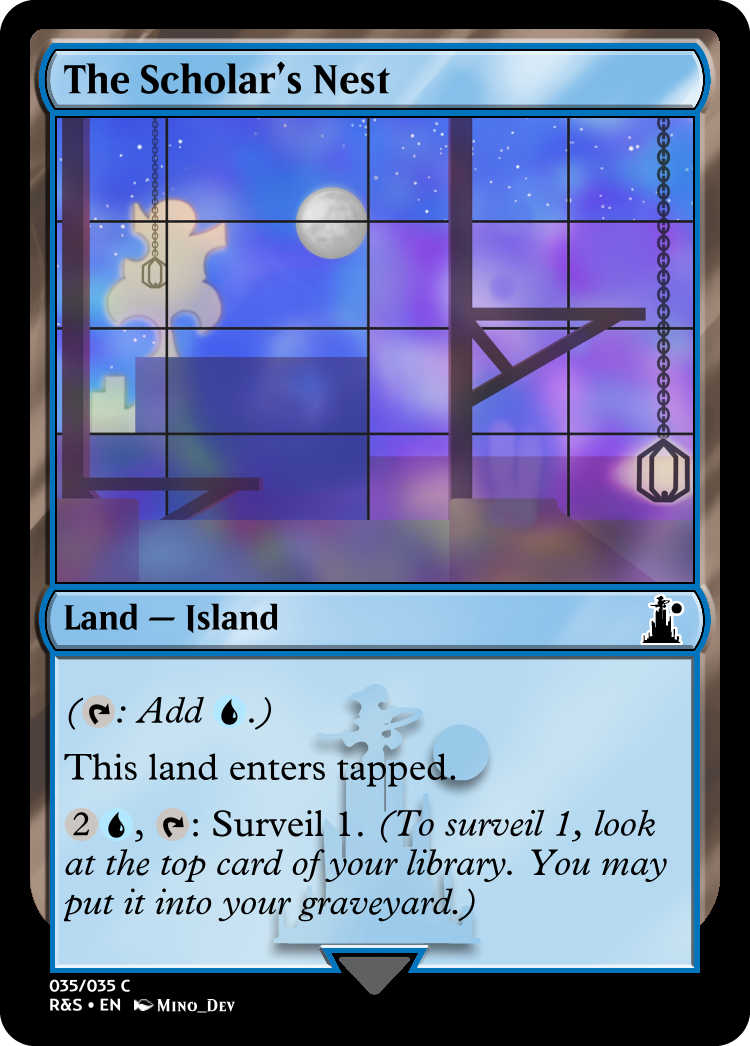 The Scholar's Nest
Land — Island
(: Add .)
This land enters tapped.
2, : Surveil 1. (To surveil 1, look
at the top card of your library. You may
put it into your graveyard.)
035/035 C
R&S • EN Mino_Dev